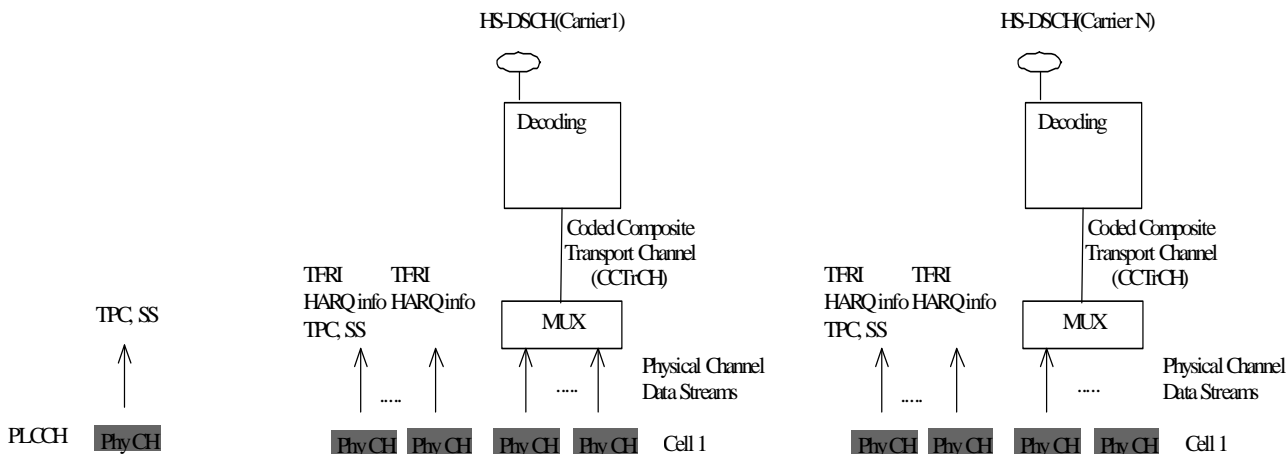 HS-DSCH(Carrier 1)
HS-DSCH(Carrier N)
Decoding
Decoding
Coded Composite
Transport Channel
(CCTrCH)
Coded Composite
Transport Channel
(CCTrCH)
TFRI
HARQ info
TPC, SS
TFRI
HARQ info
TFRI
HARQ info
TPC, SS
TFRI
HARQ info
TPC, SS
MUX
MUX
Physical Channel
Data Streams
Physical Channel
Data Streams
.....
.....
.....
.....
PLCCH
Phy CH
Phy CH
Phy CH
Phy CH
Phy CH
Cell 1
Phy CH
Phy CH
Phy CH
Phy CH
Cell 1